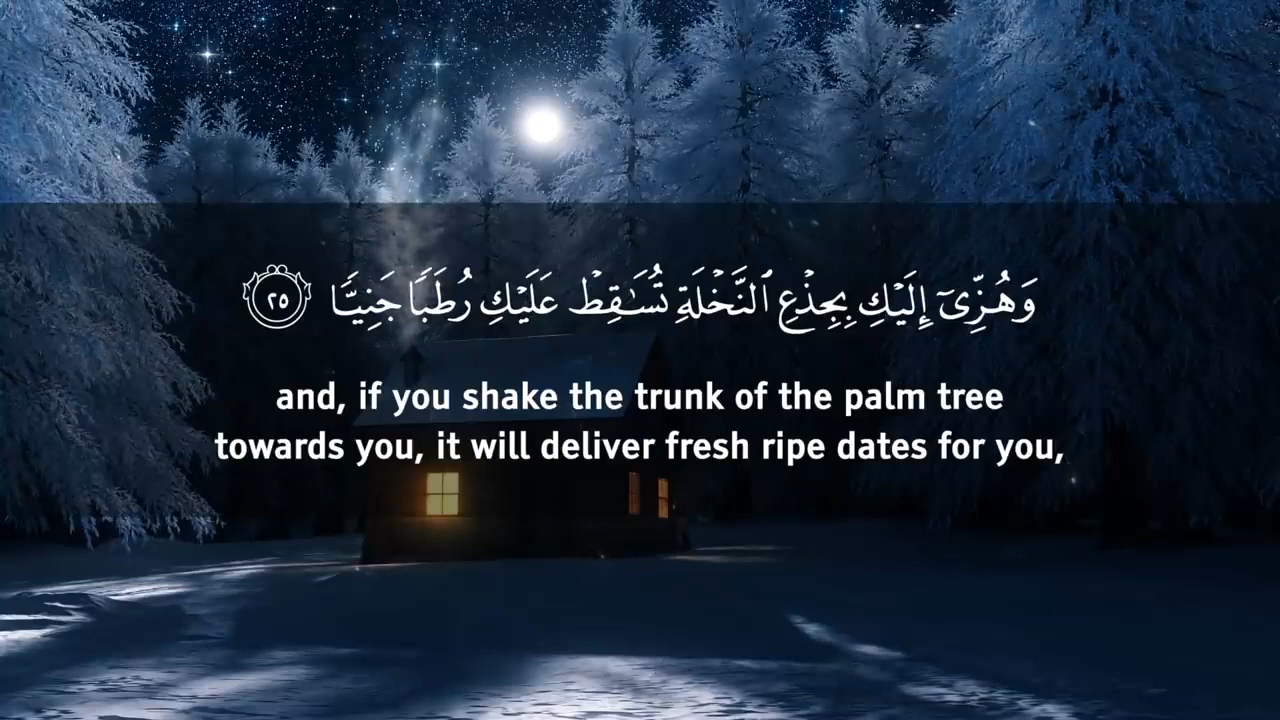 وَهُزِّىٓ إِلَيْكِ بِجِذْعِ ٱلنَّخْلَةِ تُسَـٰقِطْ عَلَيْكِ رُطَبًا جَنِيًّا ٢٥
and, if you shake the trunk of the palm tree
towards you, it will deliver fresh ripe dates for you,